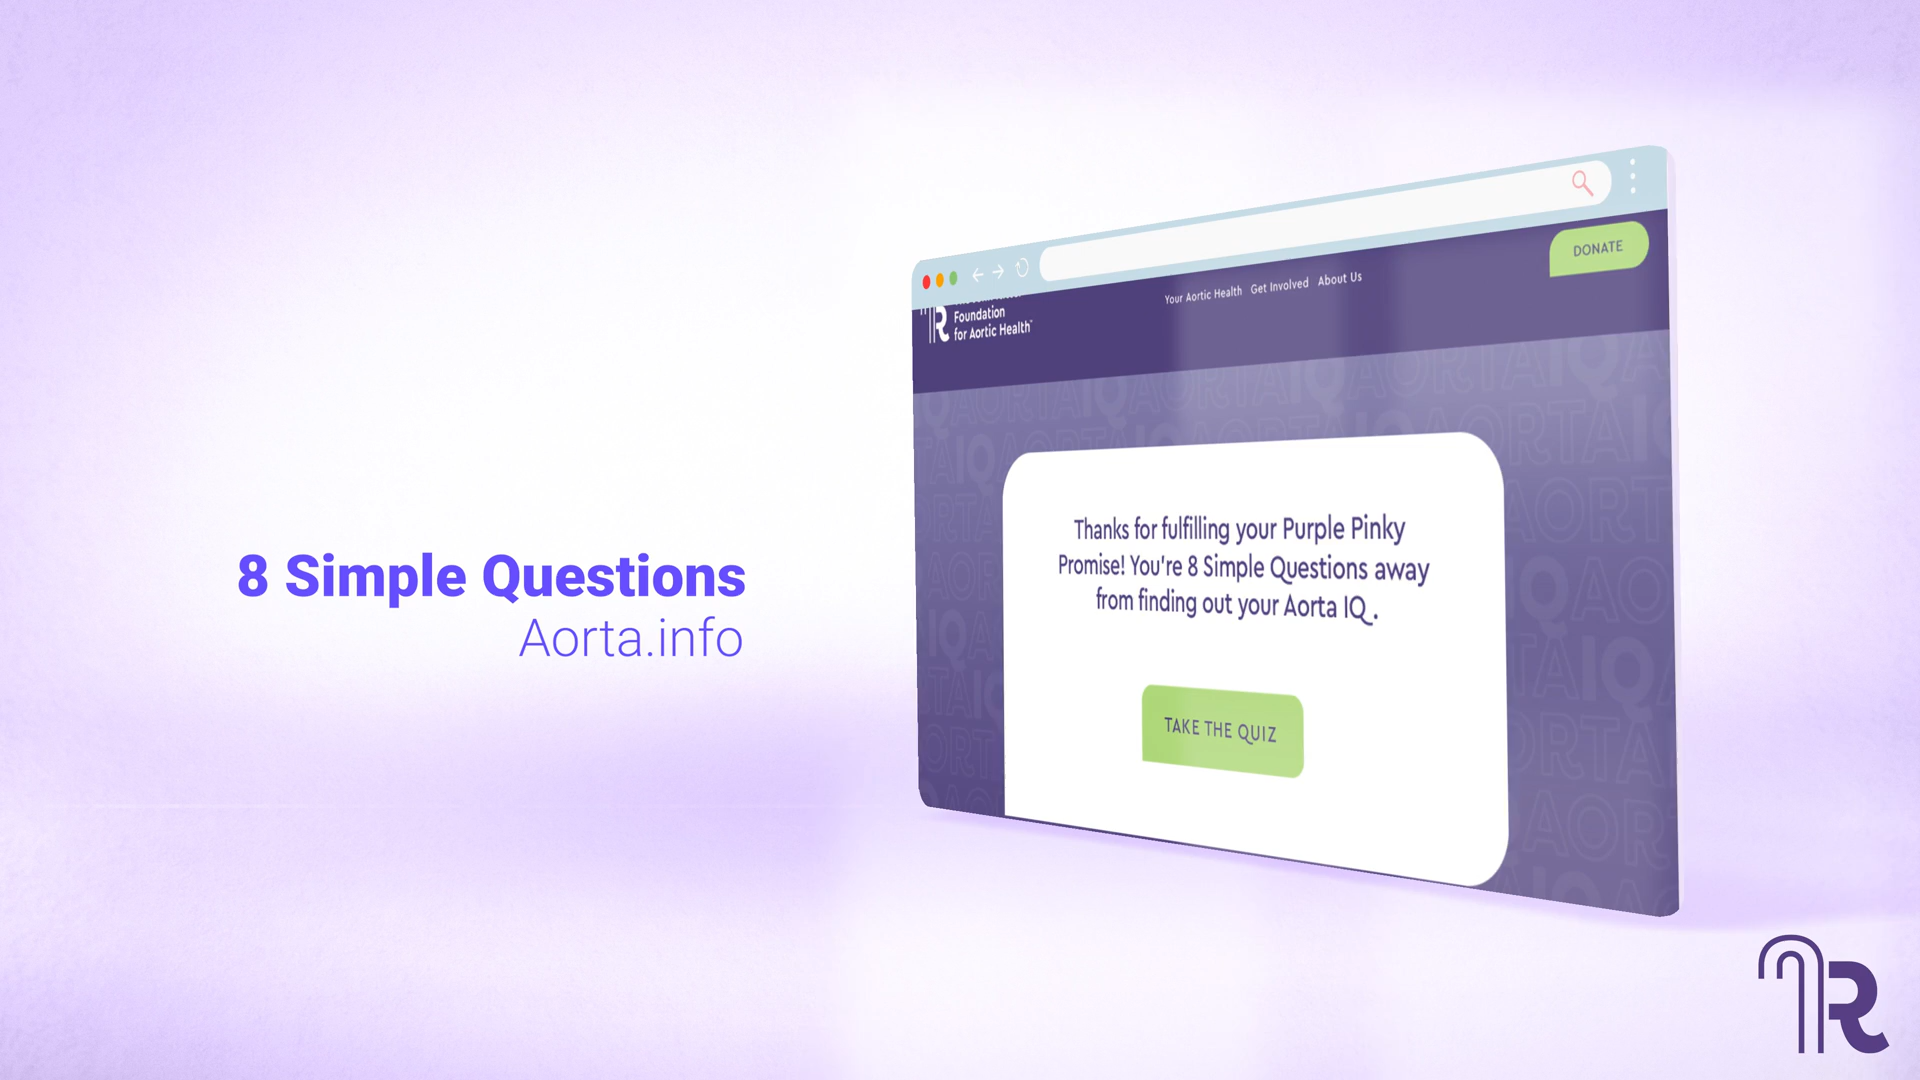 8 Simple Questions
Aorta.info
DONATE
Your Aortic Health Get Involved About Us
R
Foundation
for Aortic Health™
Thanks for fulfilling your Purple Pinky
Promise! You're 8 Simple Questions away
from finding out your Aorta IQ.
TAKE THE QUIZ
AORTAIQAORTAIQAORTAIQAORTAIQA
R